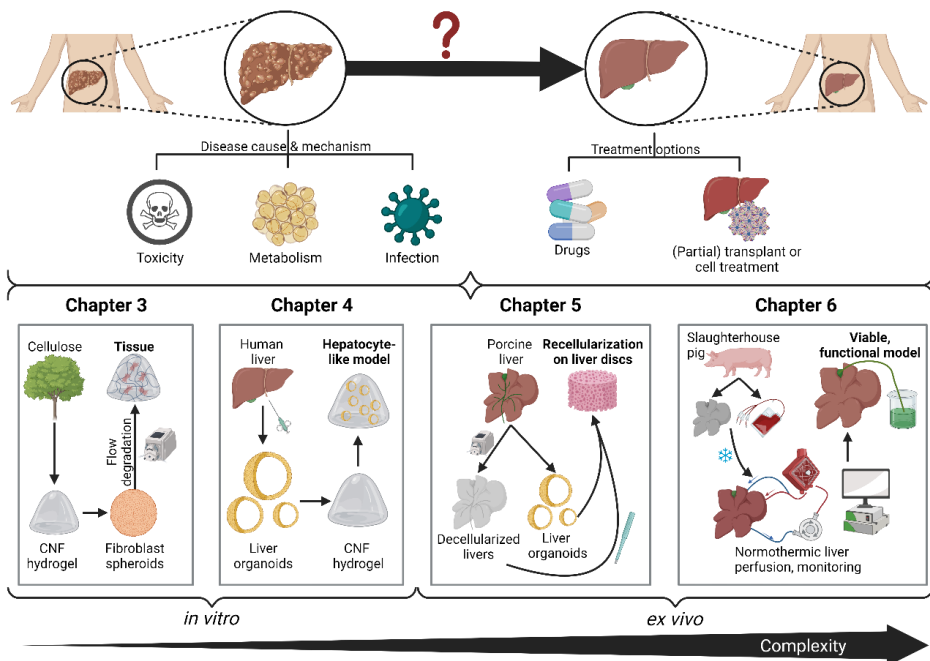 ?
Disease cause & mechanism
Treatment options
Toxicity
Metabolism
Infection
Drugs
(Partial) transplant or
cell treatment
Chapter 3
Cellulose
Tissue
Flow
degradation
CNF
hydrogel
Fibroblast
spheroids
Chapter 4
Human
liver
Hepatocyte-
like model
Liver
organoids
CNF
hydrogel
Chapter 5
Porcine
liver
Recellularization
on liver discs
Decellularized
livers
Liver
organoids
Chapter 6
Slaughterhouse
pig
Viable,
functional model
Normothermic liver
perfusion, monitoring
in vitro
ex vivo
Complexity